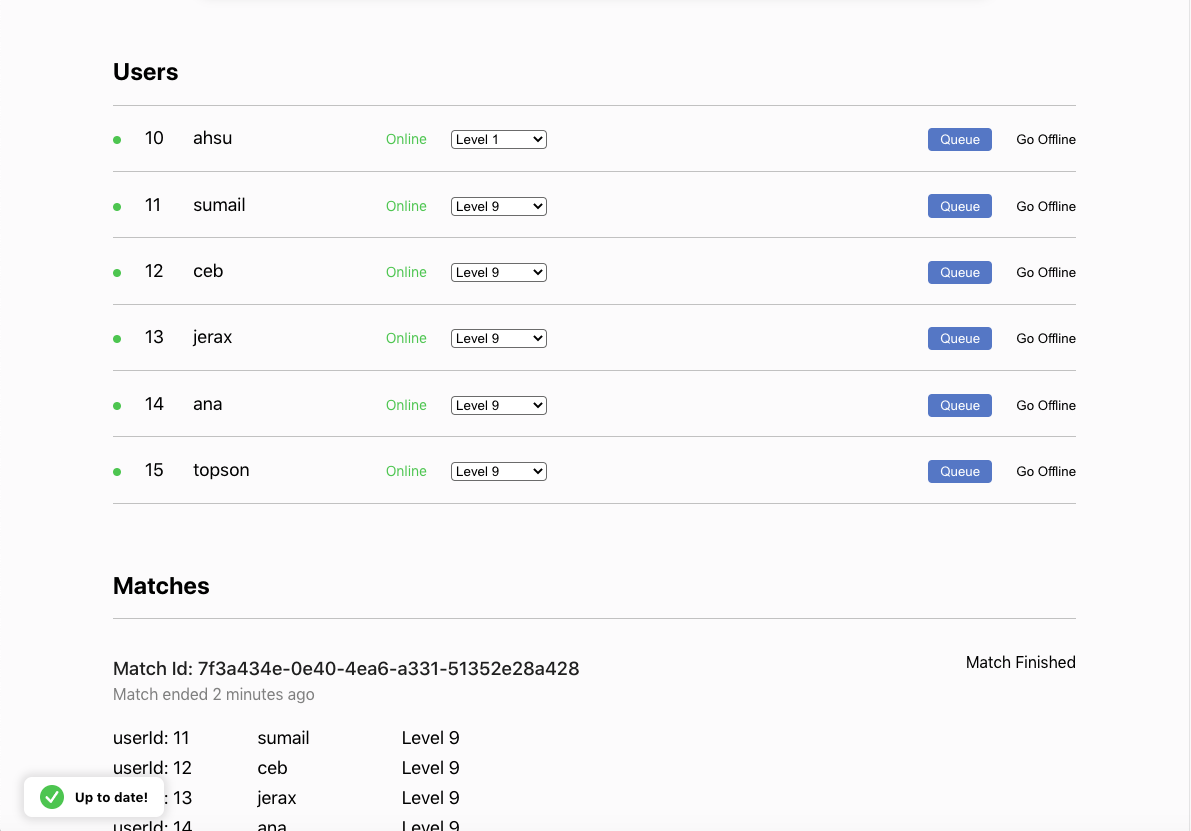 Users
10 ahsu Online Level 1 Queue Go Offline
11 sumail Online Level 9 Queue Go Offline
12 ceb Online Level 9 Queue Go Offline
13 jerax Online Level 9 Queue Go Offline
14 ana Online Level 9 Queue Go Offline
15 topson Online Level 9 Queue Go Offline
Matches
Match Id: 7f3a434e-0e40-4ea6-a331-51352e28a428 Match Finished
Match ended 2 minutes ago
userId: 11 sumail Level 9
userId: 12 ceb Level 9
: 13 jerax Level 9
Up to date!
userId: 14 ana Level 9